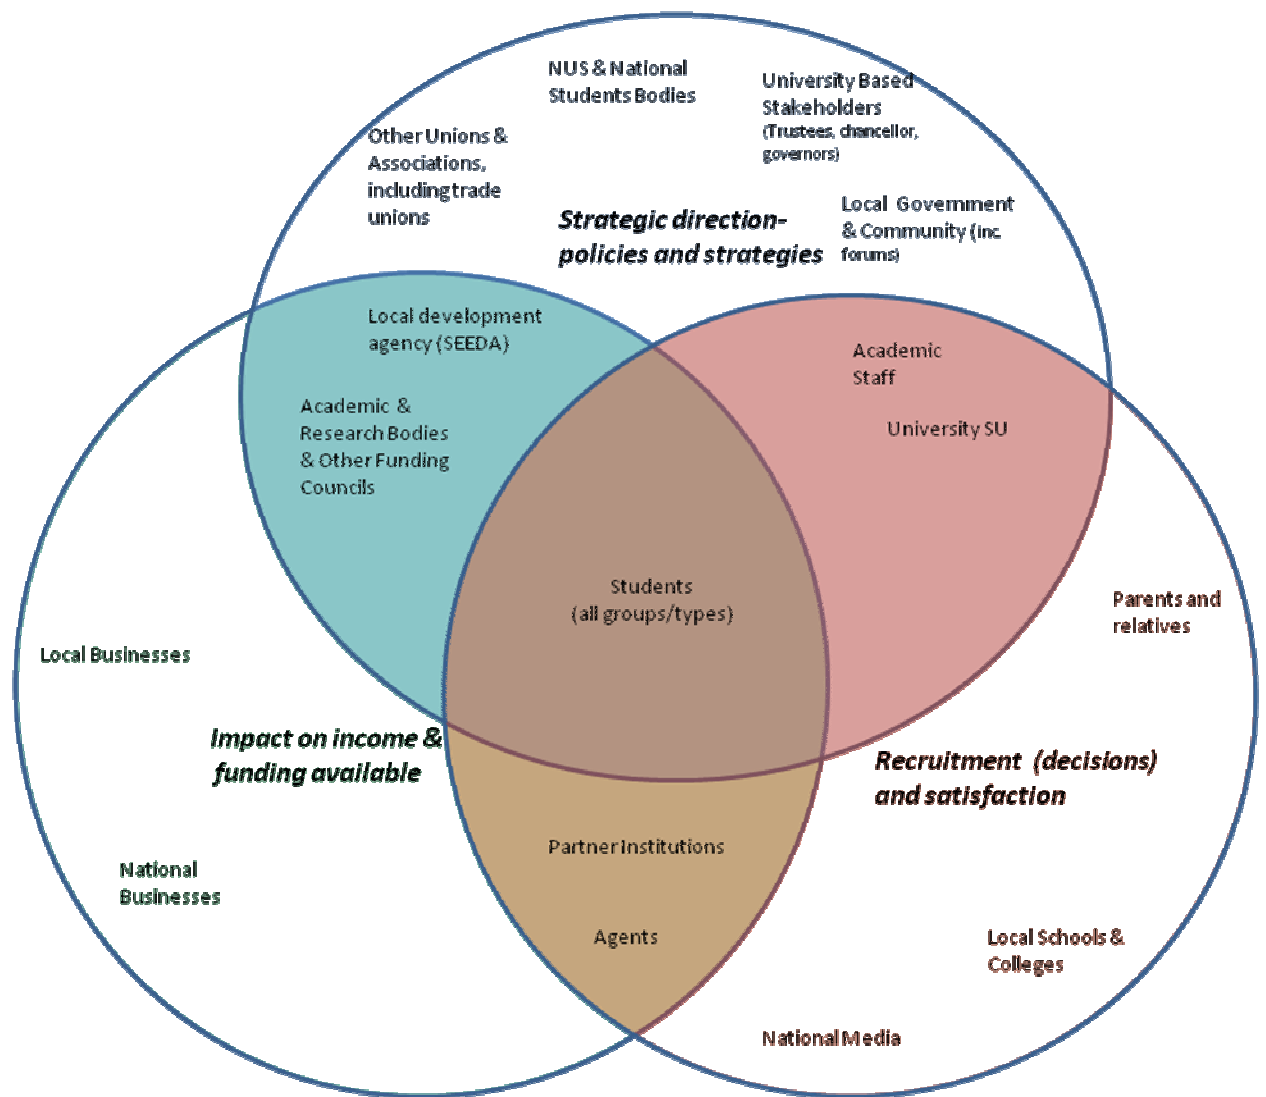 NUS & National
Students Bodies
University Based
Stakeholders
(Trustees, chancellor,
governors)
Other Unions &
Associations,
including trade
unions
Strategic direction-
policies and strategies
Local Government
& Community (inc.
forums)
Local development
agency (SEEDA)
Academic
Staff
Academic &
Research Bodies
& Other Funding
Councils
University SU
Students
(all groups/types)
Parents and
relatives
Local Businesses
Impact on income &
funding available
Recruitment (decisions)
and satisfaction
Partner Institutions
National
Businesses
Agents
Local Schools &
Colleges
National Media